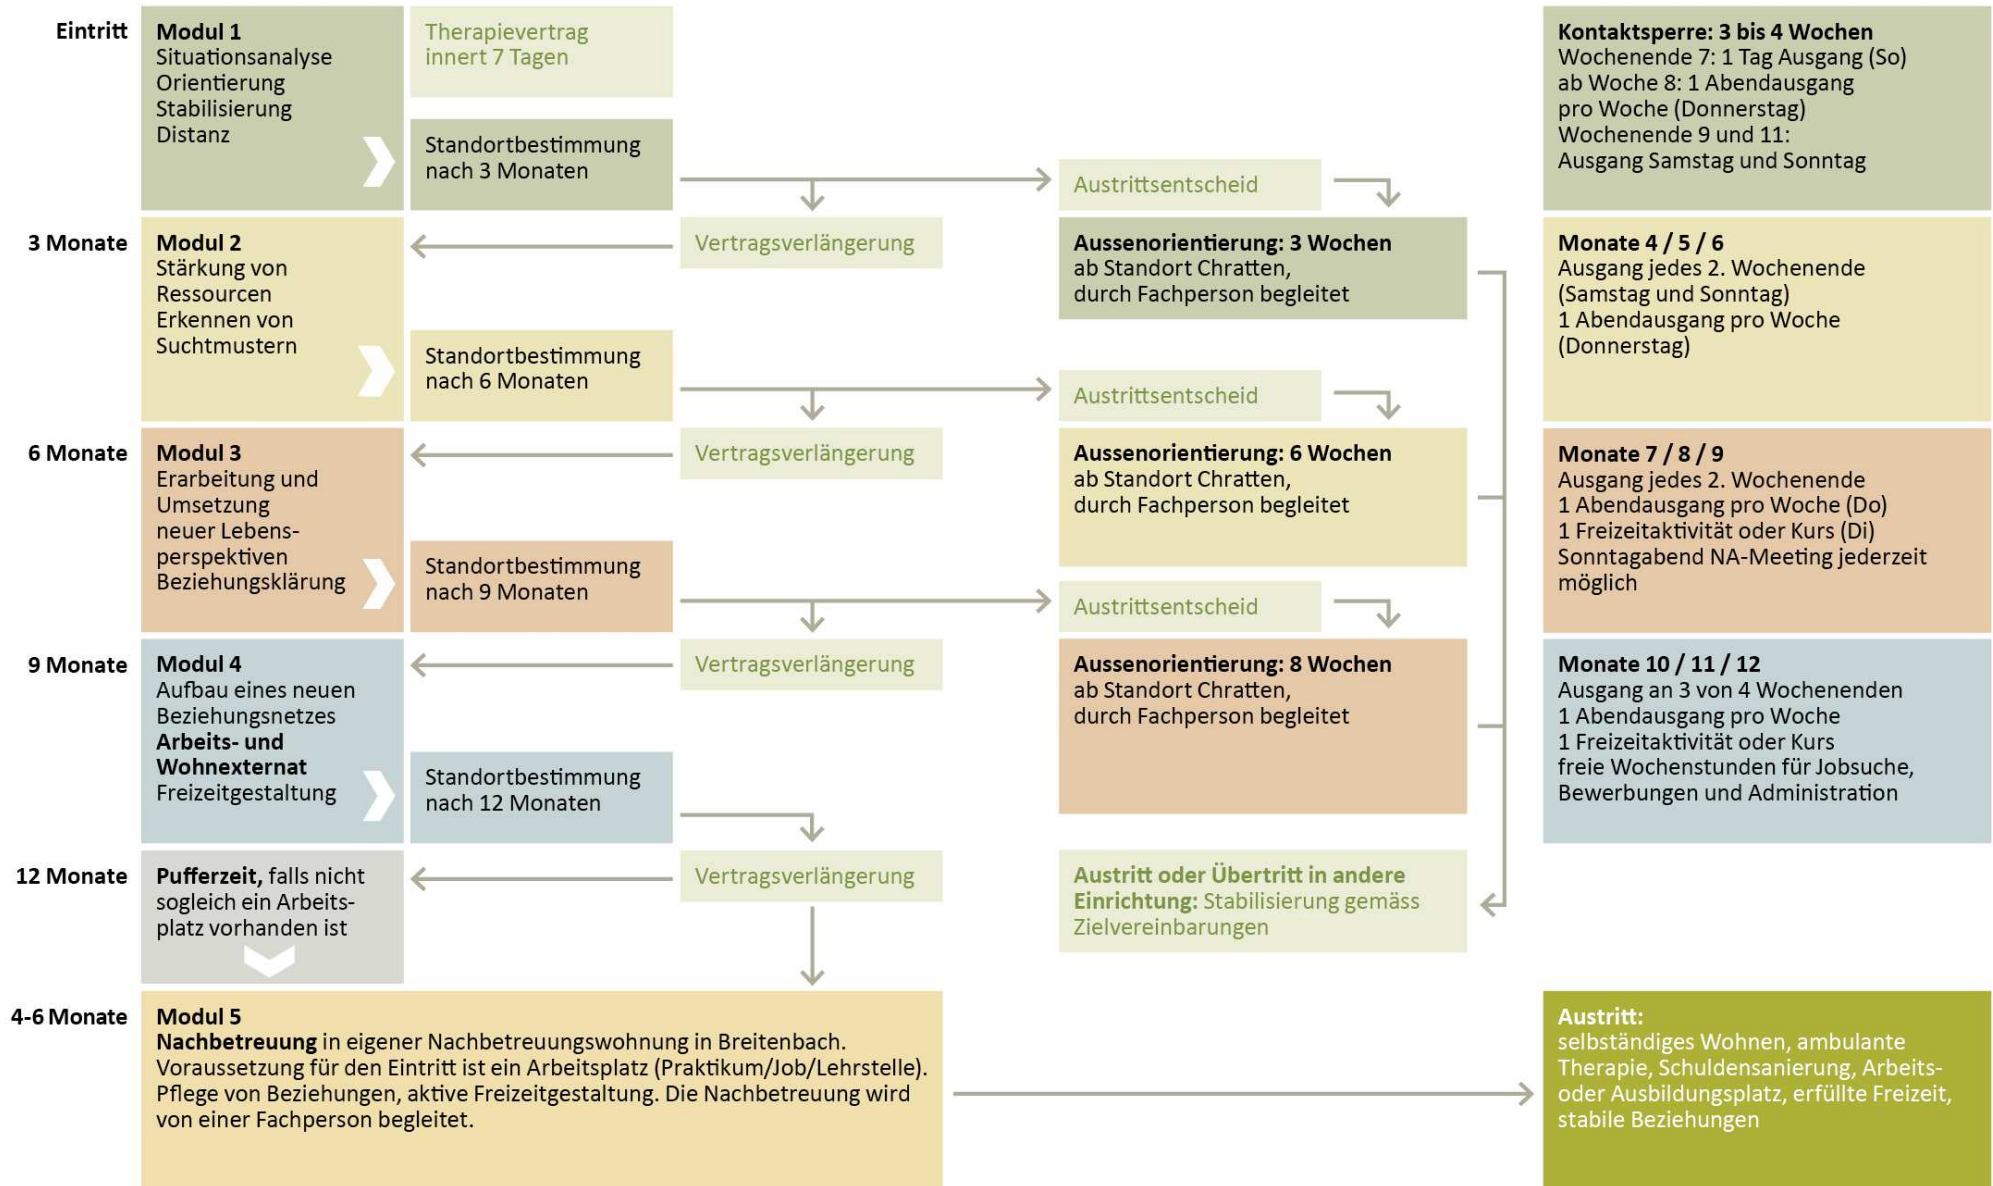 Eintritt
Modul 1
Situationsanalyse
Orientierung
Stabilisierung
Distanz
Therapievertrag
innert 7 Tagen
Standortbestimmung
nach 3 Monaten
Austrittsentscheid
Kontaktsperre: 3 bis 4 Wochen
Wochenende 7: 1 Tag Ausgang (So)
ab Woche 8: 1 Abendausgang
pro Woche (Donnerstag)
Wochenende 9 und 11:
Ausgang Samstag und Sonntag
3 Monate
Modul 2
Stärkung von
Ressourcen
Erkennen von
Suchtmustern
Standortbestimmung
nach 6 Monaten
Vertragsverlängerung
Aussenorientierung: 3 Wochen
ab Standort Chratten,
durch Fachperson begleitet
Austrittsentscheid
Monate 4 / 5 / 6
Ausgang jedes 2. Wochenende
(Samstag und Sonntag)
1 Abendausgang pro Woche
(Donnerstag)
6 Monate
Modul 3
Erarbeitung und
Umsetzung
neuer Lebens-
perspektiven
Beziehungsklärung
Standortbestimmung
nach 9 Monaten
Vertragsverlängerung
Aussenorientierung: 6 Wochen
ab Standort Chratten,
durch Fachperson begleitet
Austrittsentscheid
Monate 7 / 8 / 9
Ausgang jedes 2. Wochenende
1 Abendausgang pro Woche (Do)
1 Freizeitaktivität oder Kurs (Di)
Sonntagabend NA-Meeting jederzeit
möglich
9 Monate
Modul 4
Aufbau eines neuen
Beziehungsnetzes
Arbeits- und
Wohnexternat
Freizeitgestaltung
Standortbestimmung
nach 12 Monaten
Vertragsverlängerung
Aussenorientierung: 8 Wochen
ab Standort Chratten,
durch Fachperson begleitet
Monate 10 / 11 / 12
Ausgang an 3 von 4 Wochenenden
1 Abendausgang pro Woche
1 Freizeitaktivität oder Kurs
freie Wochenstunden für Jobsuche,
Bewerbungen und Administration
12 Monate
Pufferzeit, falls nicht
sogleich ein Arbeits-
platz vorhanden ist
Vertragsverlängerung
Austritt oder Übertritt in andere
Einrichtung: Stabilisierung gemäss
Zielvereinbarungen
4-6 Monate
Modul 5
Nachbetreuung in eigener Nachbetreuungswohnung in Breitenbach.
Voraussetzung für den Eintritt ist ein Arbeitsplatz (Praktikum/Job/Lehrstelle).
Pflege von Beziehungen, aktive Freizeitgestaltung. Die Nachbetreuung wird
von einer Fachperson begleitet.
Austritt:
selbständiges Wohnen, ambulante
Therapie, Schuldensanierung, Arbeits-
oder Ausbildungsplatz, erfüllte Freizeit,
stabile Beziehungen